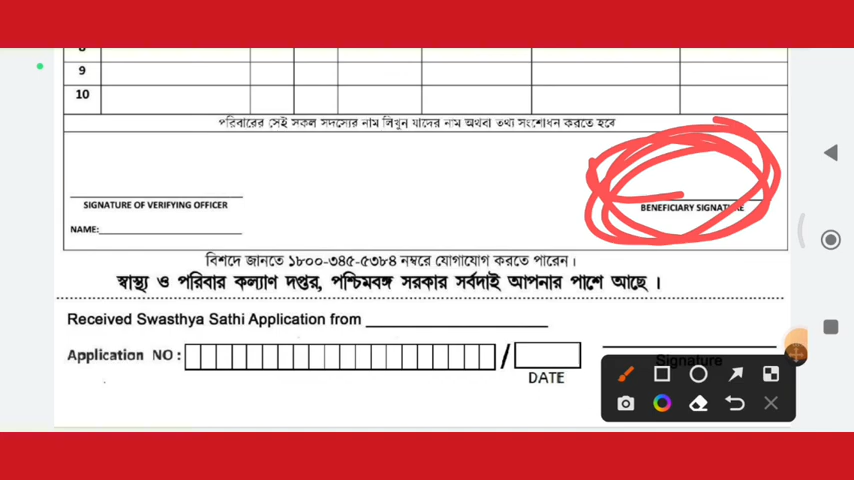 9
10
পরিবারের সেই সকল সদস্যের নাম লিখুন যাদের নাম অথবা তথ্য সংশোধন করতে হবে
SIGNATURE OF VERIFYING OFFICER
BENEFICIARY SIGNATURE
NAME:
বিশদে জানতে ১৮০০-৩৪৫-৫৩৮৪ নম্বরে যোগাযোগ করতে পারেন।
স্বাস্থ্য ও পরিবার কল্যাণ দপ্তর, পশ্চিমবঙ্গ সরকার সর্বদাই আপনার পাশে আছে ।
Received Swasthya Sathi Application from
Application NO :
/
DATE
Signature